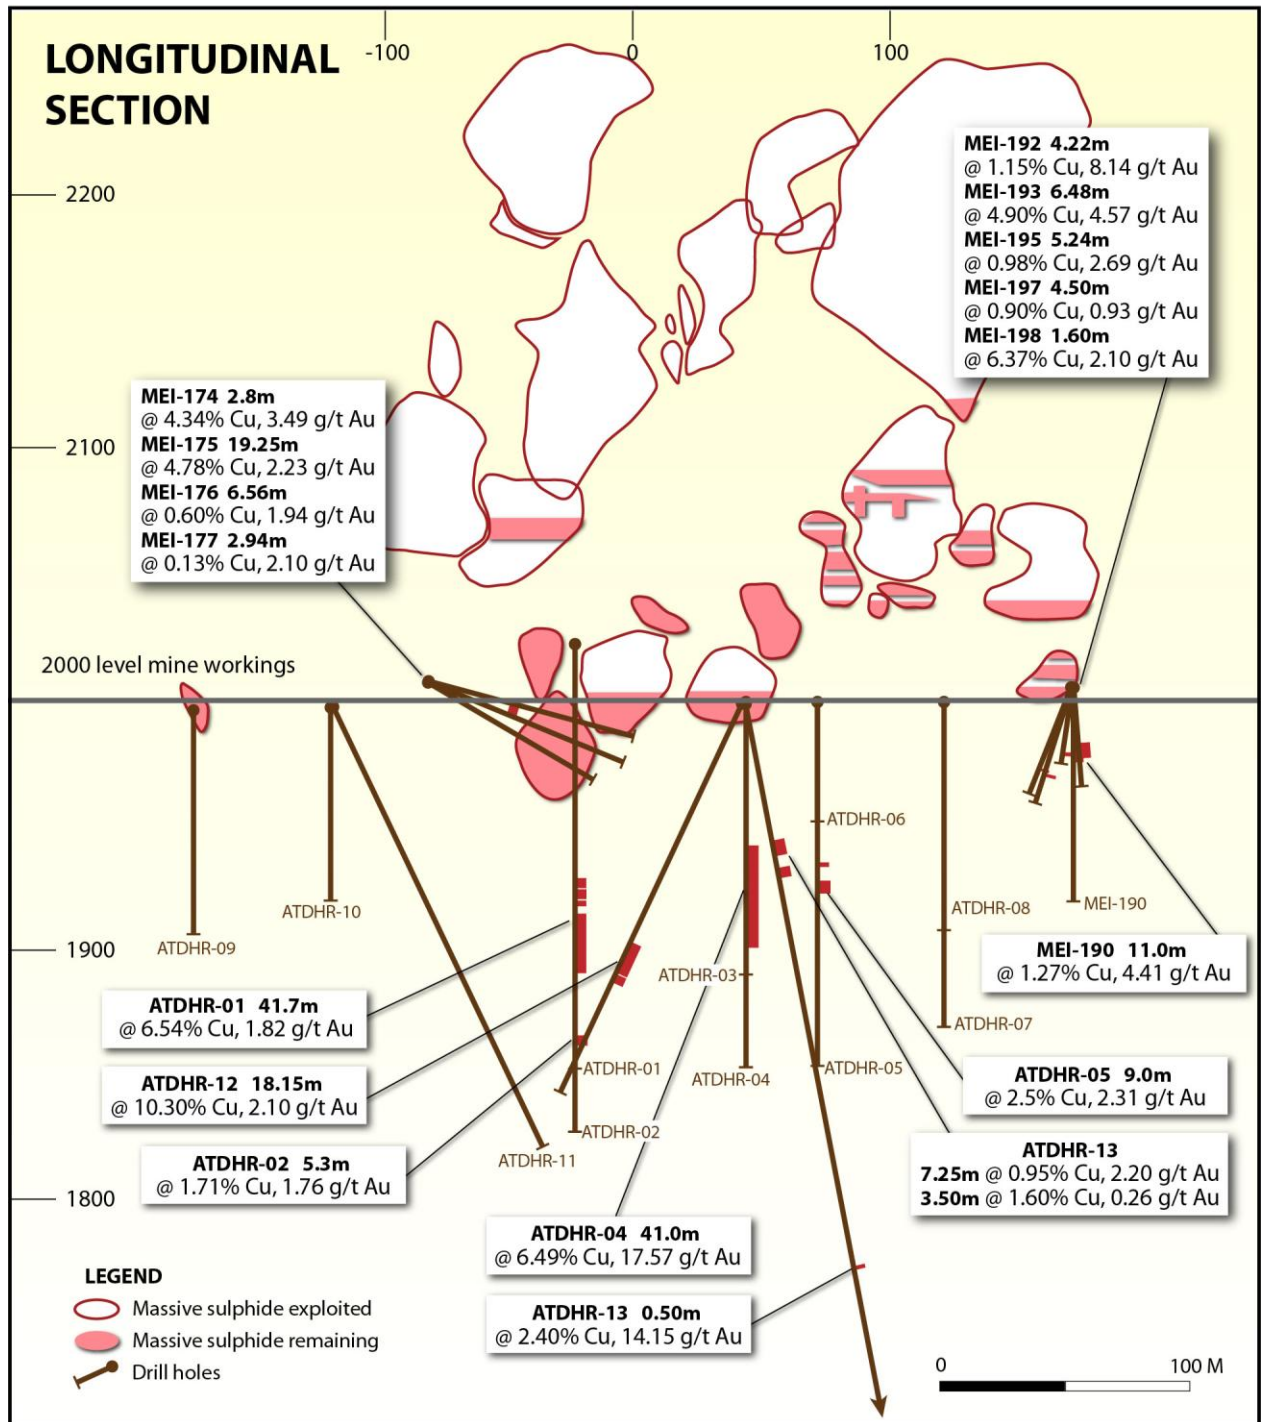 LONGITUDINAL
SECTION
-100
0
100
2200
2100
2000 level mine workings
1900
1800
MEI-192 4.22m
@ 1.15% Cu, 8.14 g/t Au
MEI-193 6.48m
@ 4.90% Cu, 4.57 g/t Au
MEI-195 5.24m
@ 0.98% Cu, 2.69 g/t Au
MEI-197 4.50m
@ 0.90% Cu, 0.93 g/t Au
MEI-198 1.60m
@ 6.37% Cu, 2.10 g/t Au
MEI-174 2.8m
@ 4.34% Cu, 3.49 g/t Au
MEI-175 19.25m
@ 4.78% Cu, 2.23 g/t Au
MEI-176 6.56m
@ 0.60% Cu, 1.94 g/t Au
MEI-177 2.94m
@ 0.13% Cu, 2.10 g/t Au
ATDHR-06
ATDHR-10
ATDHR-08
MEI-190
ATDHR-09
ATDHR-03
ATDHR-07
ATDHR-01
ATDHR-04
ATDHR-05
ATDHR-02
ATDHR-11
MEI-190 11.0m
@ 1.27% Cu, 4.41 g/t Au
ATDHR-01 41.7m
@ 6.54% Cu, 1.82 g/t Au
ATDHR-12 18.15m
@ 10.30% Cu, 2.10 g/t Au
ATDHR-02 5.3m
@ 1.71% Cu, 1.76 g/t Au
ATDHR-05 9.0m
@ 2.5% Cu, 2.31 g/t Au
ATDHR-13
7.25m @ 0.95% Cu, 2.20 g/t Au
3.50m @ 1.60% Cu, 0.26 g/t Au
ATDHR-04 41.0m
@ 6.49% Cu, 17.57 g/t Au
ATDHR-13 0.50m
@ 2.40% Cu, 14.15 g/t Au
LEGEND
Massive sulphide exploited
Massive sulphide remaining
Drill holes
0
100 M